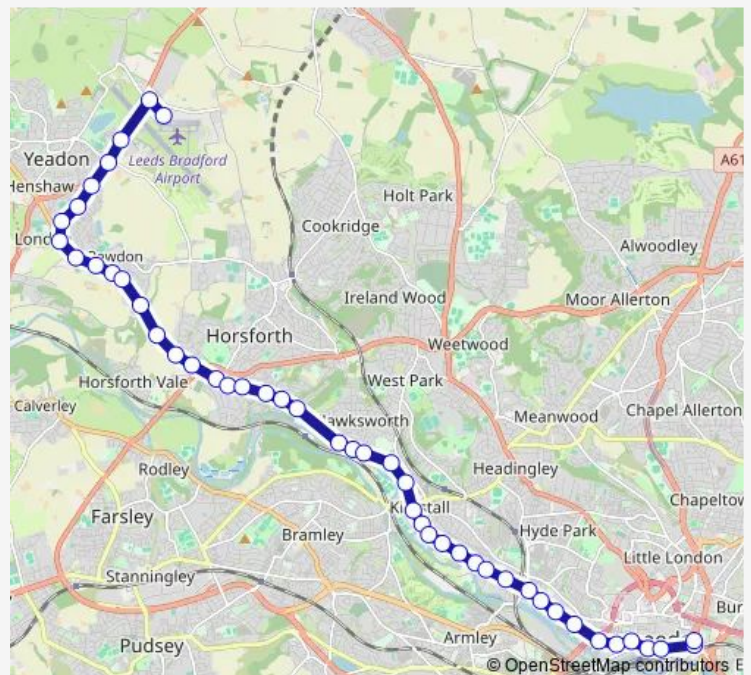 A61
Yeadon
Leeds Bradford
Airport
Henshaw
Holt Park
Cookridge
Alwoodley
Ireland Wood
Moor Allerton
Horsforth
Weetwood
Horsforth Vale
West Park
Calverley
Meanwood
Chapel Allerton
Headingley
Rodley
Farsley
Bramley
Hyde Park
Little London
Stanningley
Armley
Pudsey
© OpenStreetMap contributors